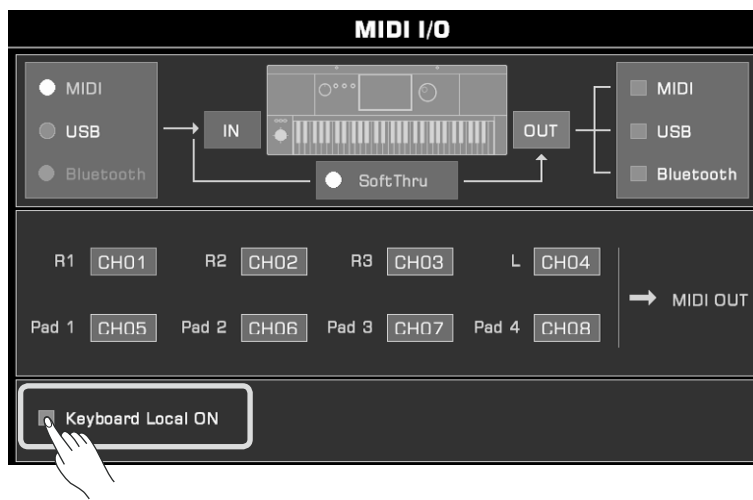 MIDI I/O
MIDI
USB
Bluetooth
IN
OUT
SoftThru
MIDI
USB
Bluetooth
R1 CH01 R2 CH02 R3 CH03 L CH04
Pad 1 CH05 Pad 2 CH06 Pad 3 CH07 Pad 4 CH08
MIDI OUT
Keyboard Local ON